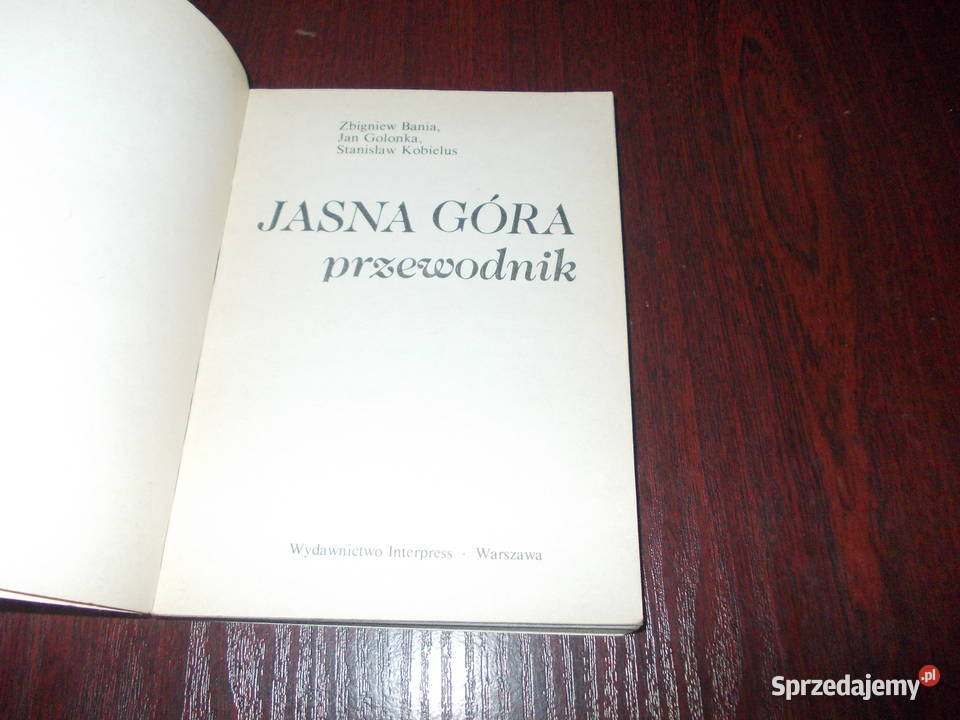 Zbigniew Bania,
Jan Golonka,
Stanisław Kobielus
JASNA GÓRA
przewodnik
Wydawnictwo Interpress · Warszawa
Sprzedajemy.pl